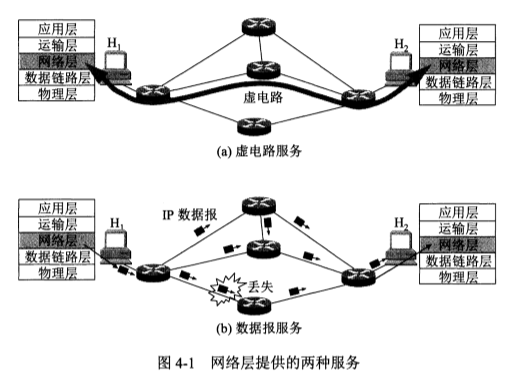 应用层
运输层
网络层
数据链路层
物理层
H1
虚电路
H2
应用层
运输层
网络层
数据链路层
物理层
(a) 虚电路服务
应用层
运输层
网络层
数据链路层
物理层
H1
IP 数据报
丢失
H2
应用层
运输层
网络层
数据链路层
物理层
(b) 数据报服务
图 4-1 网络层提供的两种服务